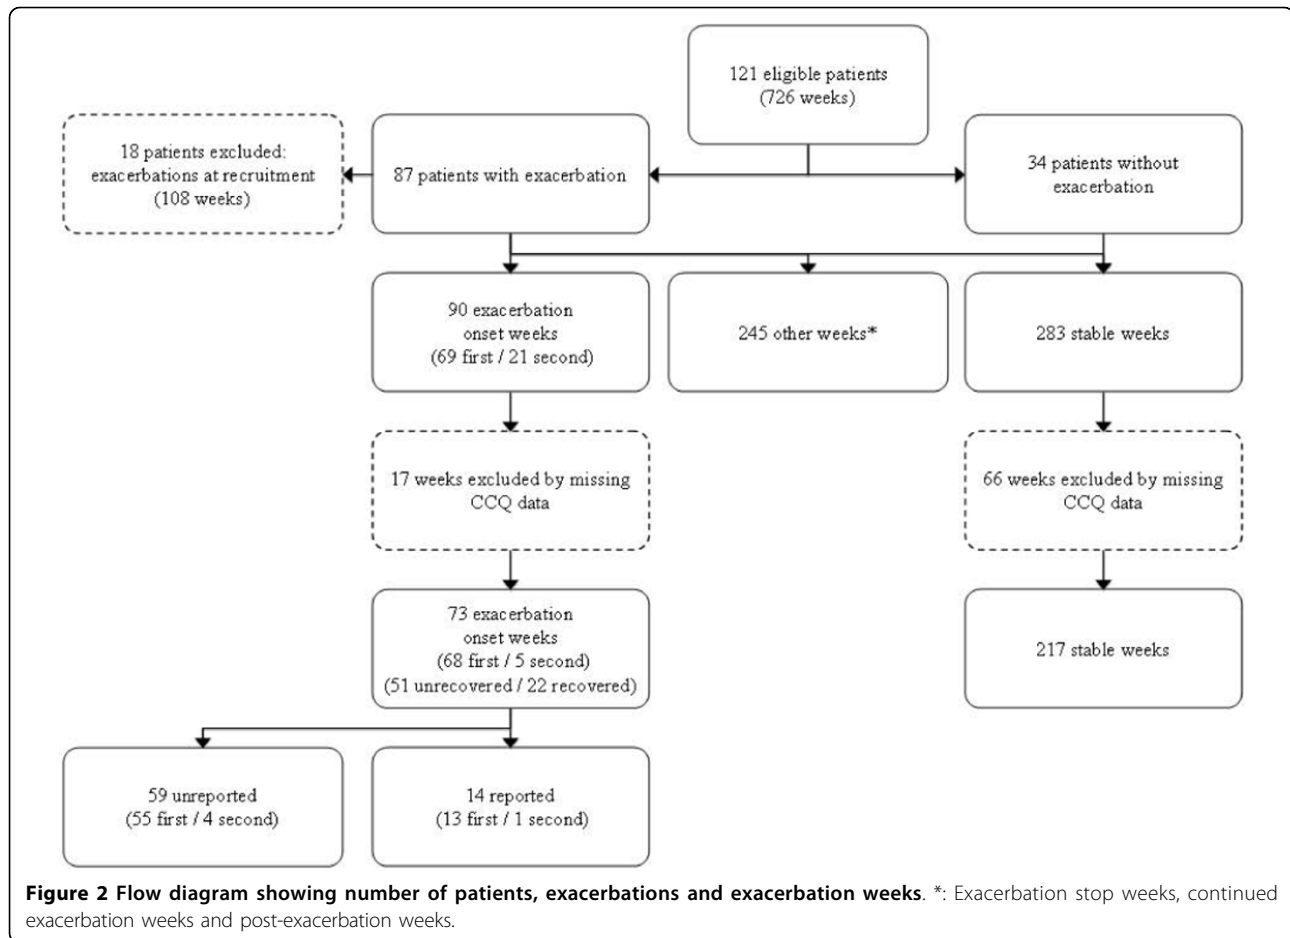 121 eligible patients
(726 weeks)
18 patients excluded:
exacerbations at recruitment
(108 weeks)
87 patients with exacerbation
34 patients without
exacerbation
90 exacerbation
onset weeks
(69 first / 21 second)
245 other weeks*
283 stable weeks
17 weeks excluded by missing
CCQ data
66 weeks excluded by missing
CCQ data
73 exacerbation
onset weeks
(68 first / 5 second)
(51 unrecovered / 22 recovered)
217 stable weeks
59 unreported
(55 first / 4 second)
14 reported
(13 first / 1 second)
Figure 2 Flow diagram showing number of patients, exacerbations and exacerbation weeks. *: Exacerbation stop weeks, continued
exacerbation weeks and post-exacerbation weeks.